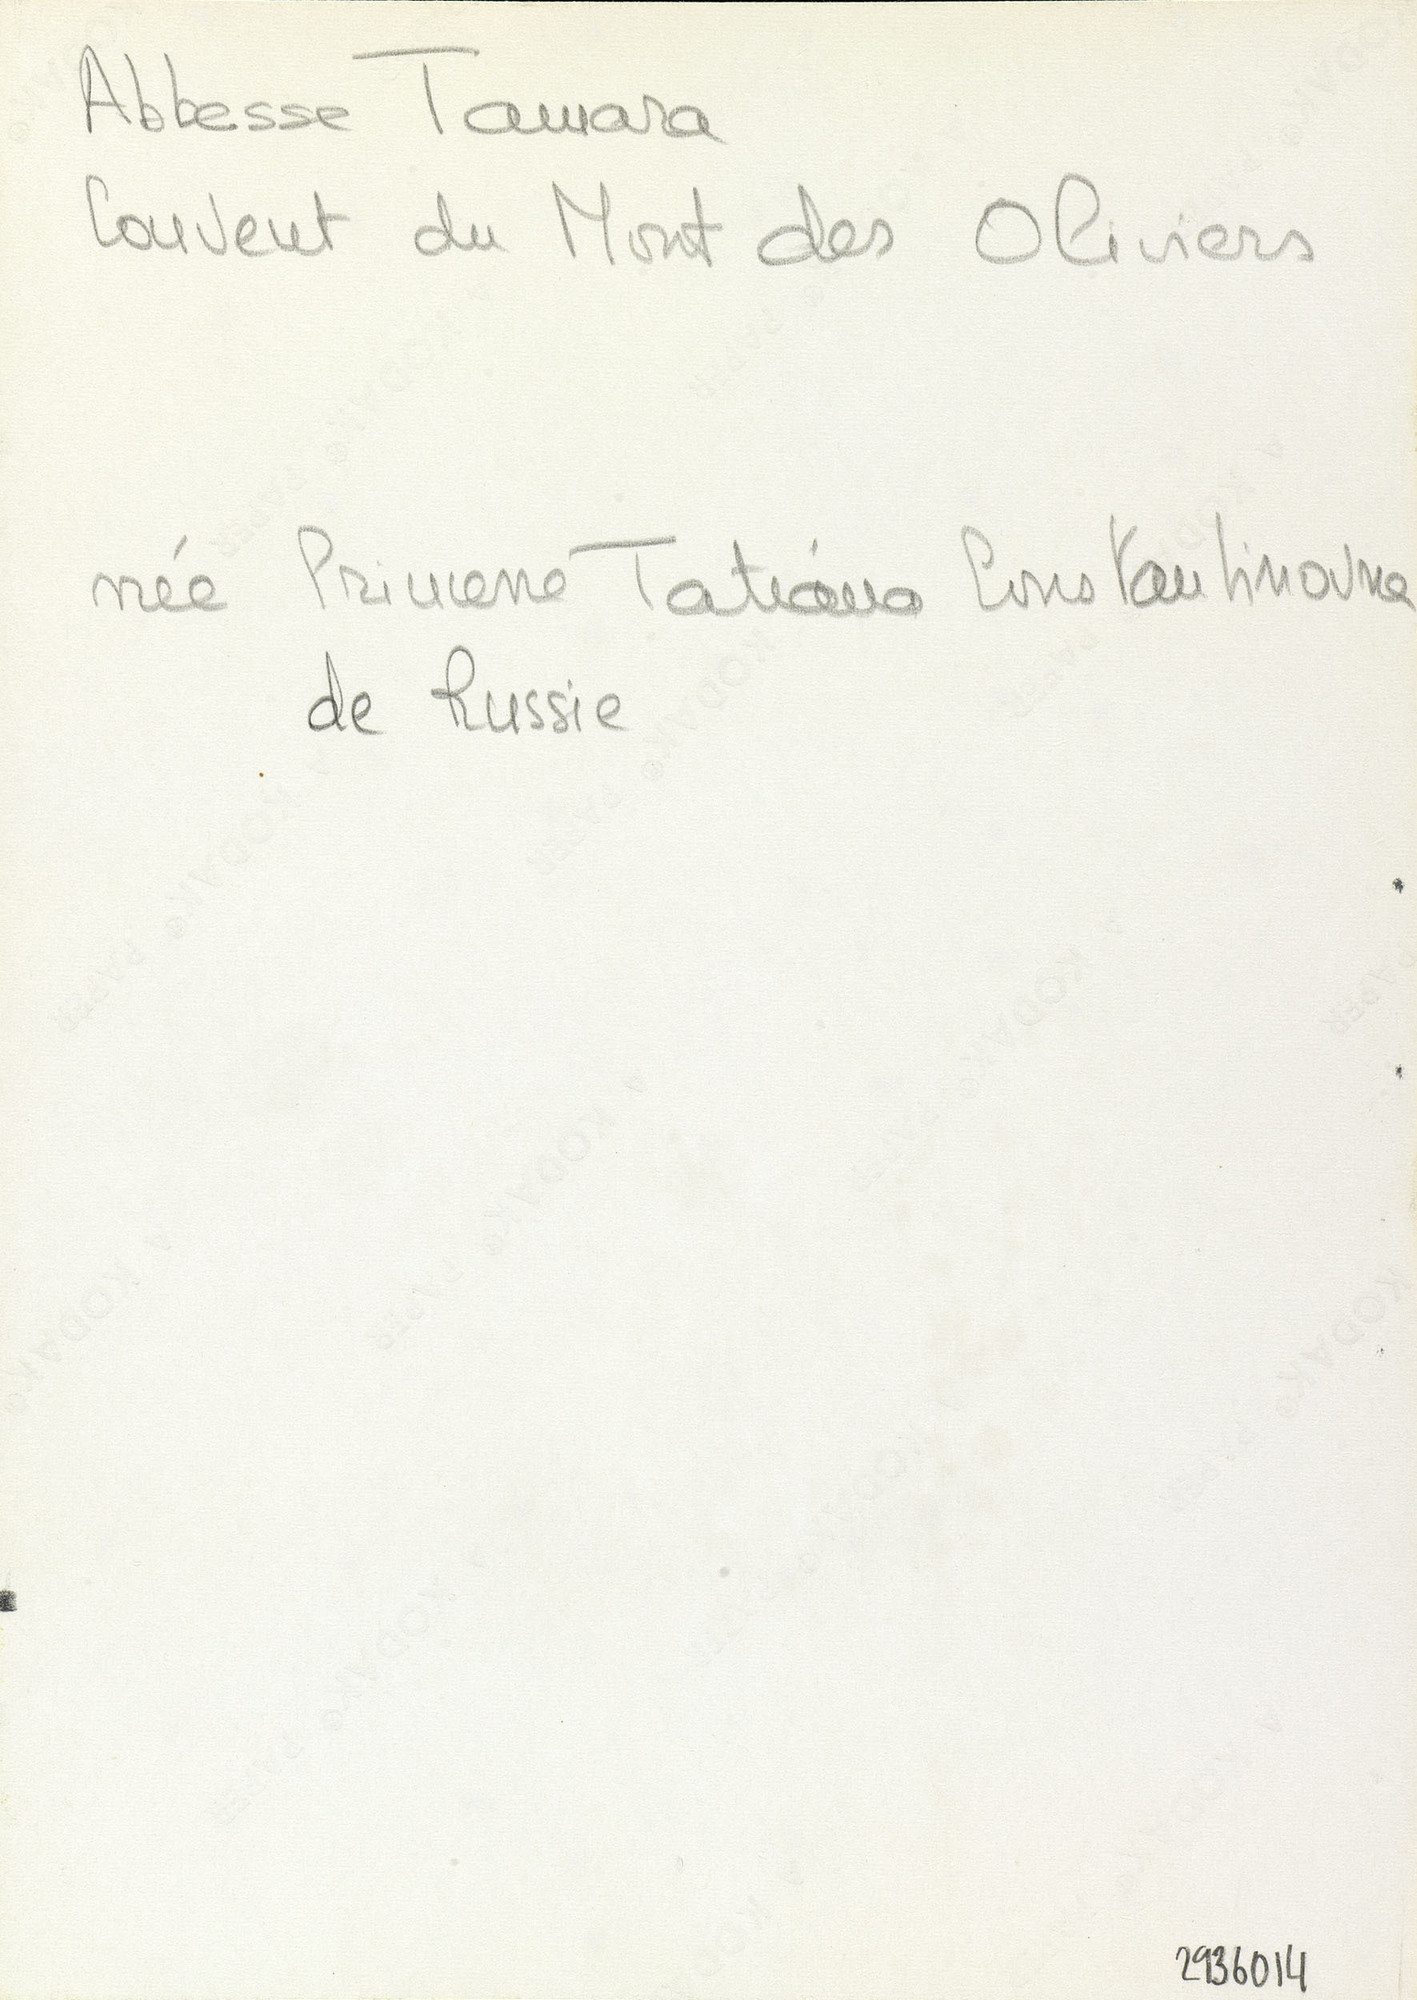 Abbesse Tamara
Couvent du Mont des Oliviers
née Princesse Tatiana Constantinovna
de Russie
2936014